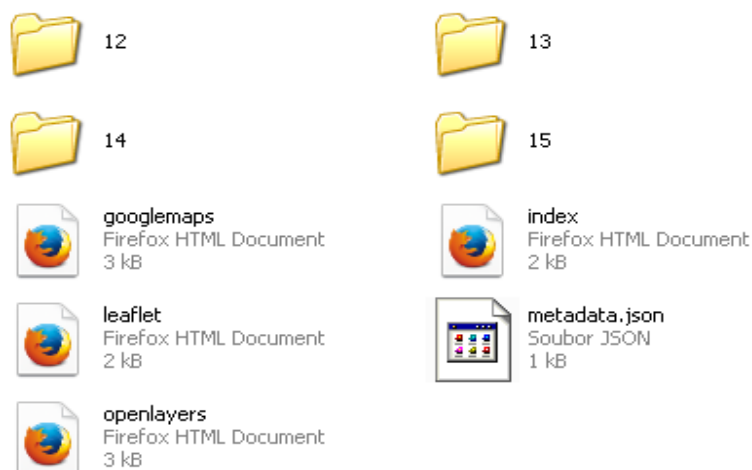 12
13
14
15
googlemaps
Firefox HTML Document
3 kB
index
Firefox HTML Document
2 kB
leaflet
Firefox HTML Document
2 kB
metadata.json
Soubor JSON
1 kB
openlayers
Firefox HTML Document
3 kB